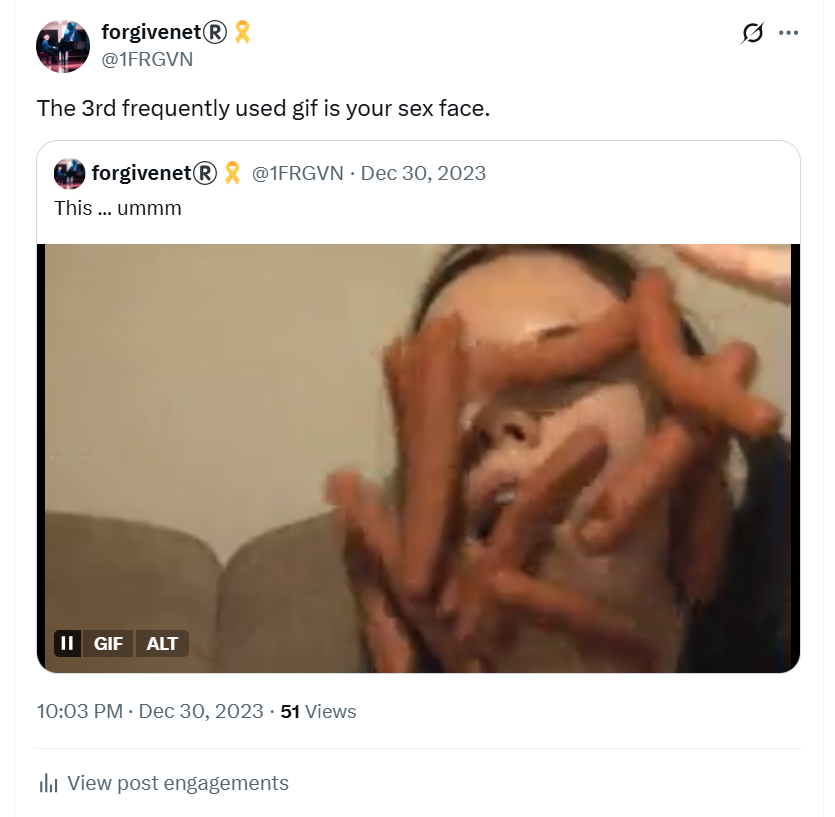 forgivenet®️🎗️
@1FRGVN
The 3rd frequently used gif is your sex face.
forgivenet®️🎗️ @1FRGVN · Dec 30, 2023
This ... ummm
GIF ALT
10:03 PM · Dec 30, 2023 · 51 Views
View post engagements